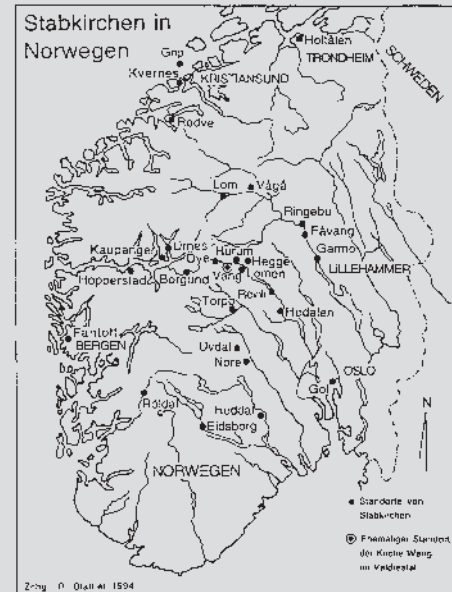 Stabkirchen in
Norwegen
Holtålen
TRONDHEIM
SCHWEDEN
Grip
Kvernes
KRISTIANSUND
Rodve
Lom
Vågå
Ringebu
Fåvang
Garmo
LILLEHAMMER
Urnes
Kaupanger
Øye
Hurum
Hegge
Lomen
Vang
Hopperstad
Borgund
Reinli
Torpo
Hedalen
Fantoft
BERGEN
Uvdal
Nore
OSLO
Gol
Røldal
Heddal
Eidsborg
N
NORWEGEN
Standorte von
Stabkirchen
Ehemaliger Standort
der Kirche Wang
im Valdrestal
1994